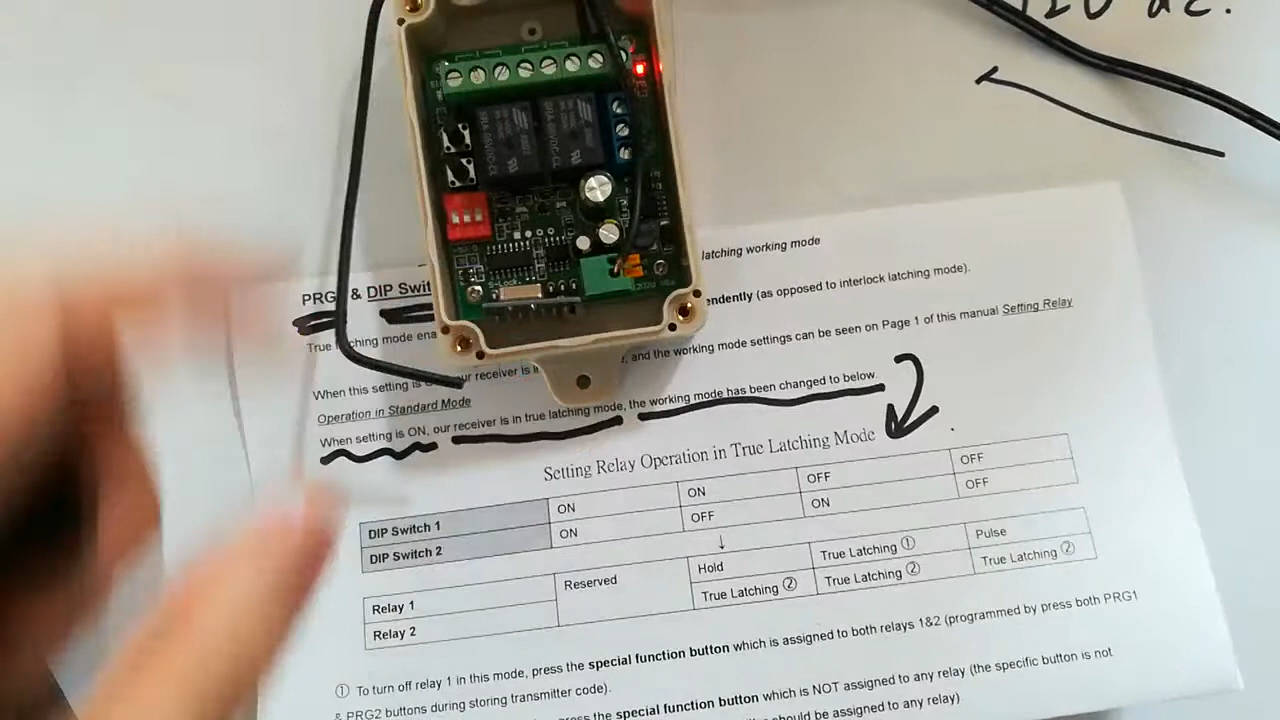 120 ac.
S-Lock
latching working mode
PRG & DIP Swit
endently (as opposed to interlock latching mode).
True ching mode ena
, and the working mode settings can be seen on Page 1 of this manual Setting Relay
When this setting is our receiver is i
Operation in Standard Mode
When setting is ON, our receiver is in true latching mode, the working mode has been changed to below.
Setting Relay Operation in True Latching Mode
DIP Switch 1 ON ON OFF OFF
DIP Switch 2 ON OFF ON OFF
↓
Relay 1 Reserved Hold True Latching ① Pulse
Relay 2 True Latching ② True Latching ② True Latching ②
① To turn off relay 1 in this mode, press the special function button which is assigned to both relays 1&2 (programmed by press both PRG1
& PRG2 buttons during storing transmitter code).
press the special function button which is NOT assigned to any relay (the specific button is not
should be assigned to any relay).